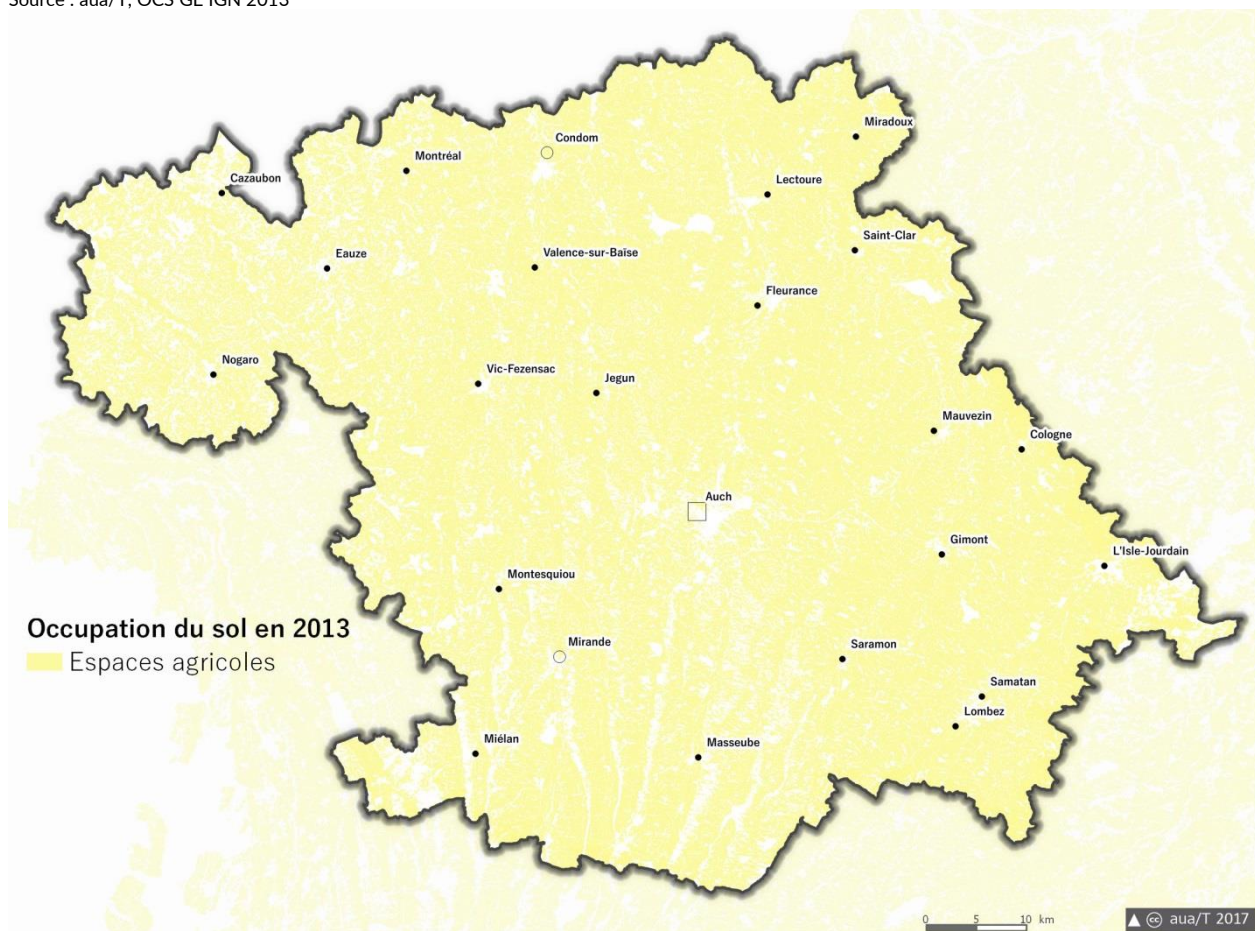 Source : aua/T, OCS GE IGN 2013
Miradoux
Condom
Montréal
Cazaubon
Lectoure
Saint-Clar
Eauze
Valence-sur-Baïse
Fleurance
Nogaro
Vic-Fezensac
Jegun
Mauvezin
Cologne
Auch
Gimont
L'Isle-Jourdain
Montesquiou
Occupation du sol en 2013
Espaces agricoles
Mirande
Saramon
Samatan
Lombez
Miélan
Masseube
0 5 10 km
aua/T 2017